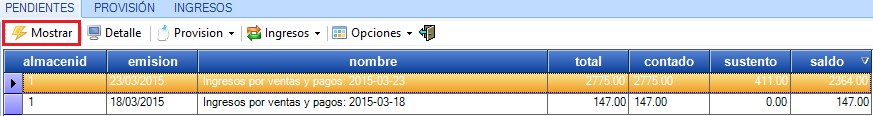 PENDIENTES PROVISIÓN INGRESOS
Mostrar Detalle Provision Ingresos Opciones
almacenid emision nombre total contado sustento saldo
1 23/03/2015 Ingresos por ventas y pagos: 2015-03-23 2775.00 2775.00 411.00 2364.00
1 18/03/2015 Ingresos por ventas y pagos: 2015-03-18 147.00 147.00 0.00 147.00